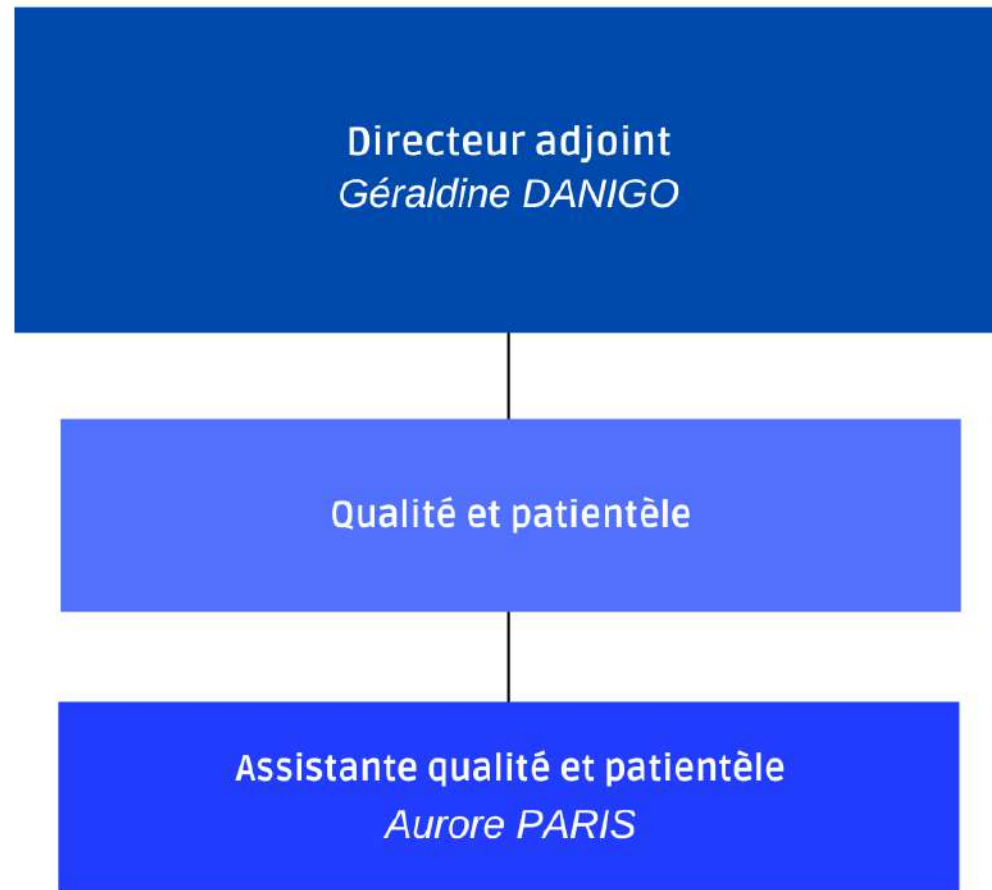 Directeur adjoint
Géraldine DANIGO
Qualité et patientèle
Assistante qualité et patientèle
Aurore PARIS